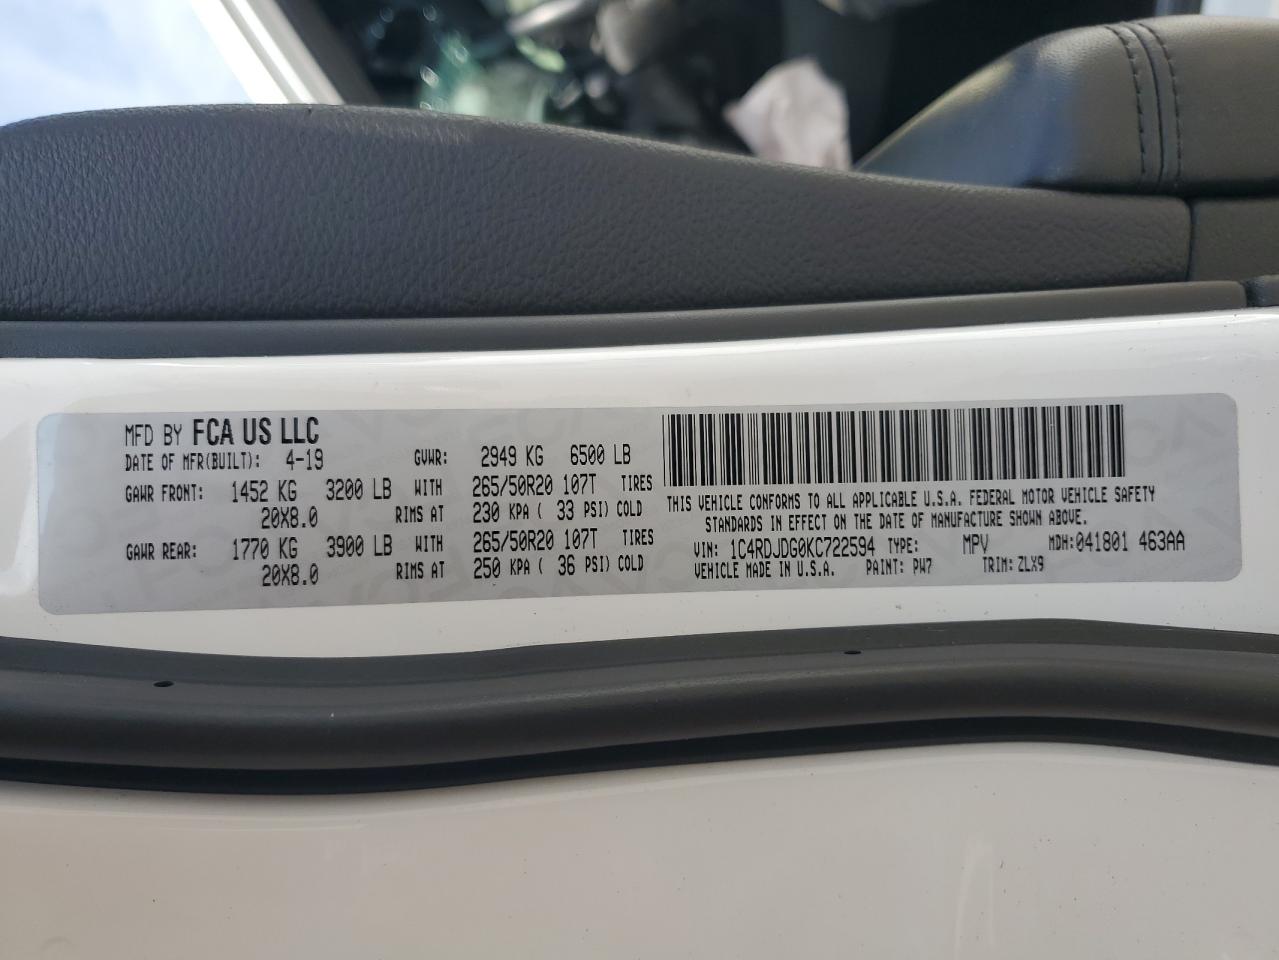 MFD BY FCA US LLC
DATE OF MFR(BUILT): 4-19 GVWR: 2949 KG 6500 LB
GAWR FRONT: 1452 KG 3200 LB WITH 265/50R20 107T TIRES
20X8.0 RIMS AT 230 KPA ( 33 PSI) COLD
GAWR REAR: 1770 KG 3900 LB WITH 265/50R20 107T TIRES
20X8.0 RIMS AT 250 KPA ( 36 PSI) COLD
THIS VEHICLE CONFORMS TO ALL APPLICABLE U.S.A. FEDERAL MOTOR VEHICLE SAFETY
STANDARDS IN EFFECT ON THE DATE OF MANUFACTURE SHOWN ABOVE.
VIN: 1C4RDJDG0KC722594 TYPE: MPV MDH:041801 463AA
VEHICLE MADE IN U.S.A. PAINT: PW7 TRIM: ZLX9